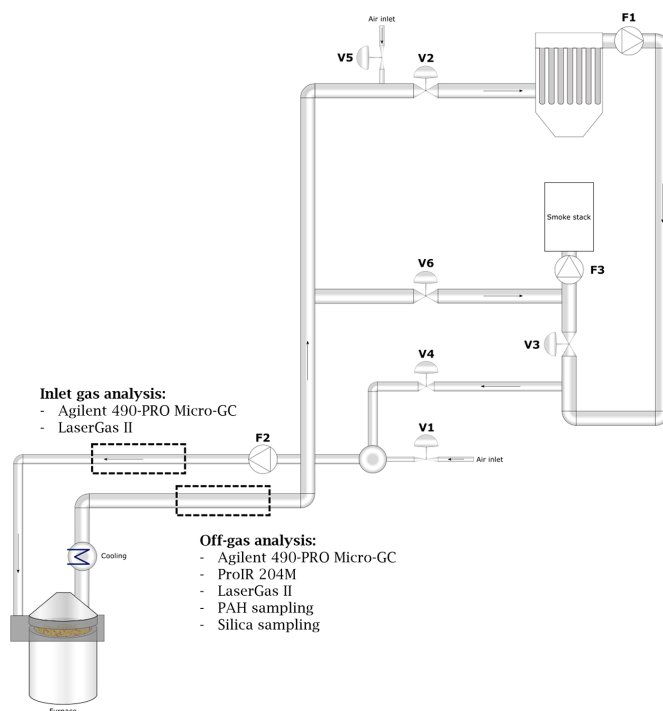 Air inlet
F1
V5
V2
Smoke stack
V6
F3
V3
V4
Inlet gas analysis:
- Agilent 490-PRO Micro-GC
- LaserGas II
F2
V1
Air inlet
Off-gas analysis:
- Agilent 490-PRO Micro-GC
- ProIR 204M
- LaserGas II
- PAH sampling
- Silica sampling
Cooling
Furnace